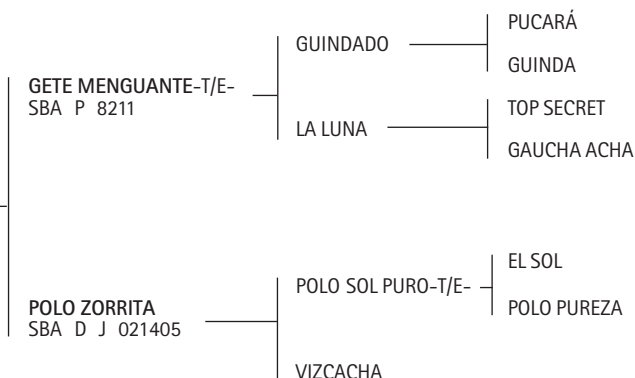 PUCARÁ
GUINDADO
GUINDA
GETE MENGUANTE-T/E-
SBA P 8211
TOP SECRET
LA LUNA
GAUCHA ACHA
EL SOL
POLO SOL PURO-T/E-
POLO PUREZA
POLO ZORRITA
SBA D J 021405
VIZCACHA